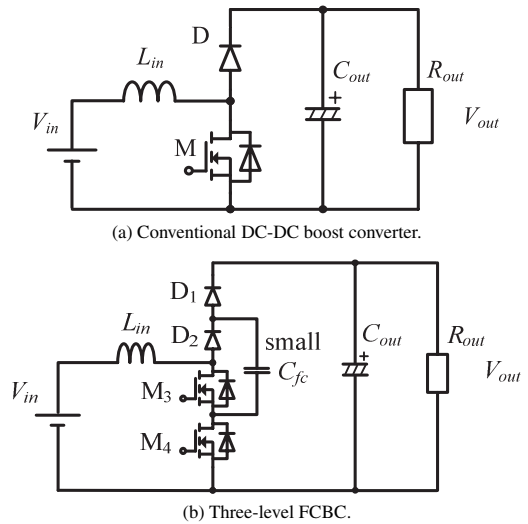 D
L_in
C_out
R_out
V_in
+
M
V_out
(a) Conventional DC-DC boost converter.
D_1
L_in
D_2
small
C_fc
C_out
R_out
V_in
+
M_3
V_out
M_4
(b) Three-level FCBC.